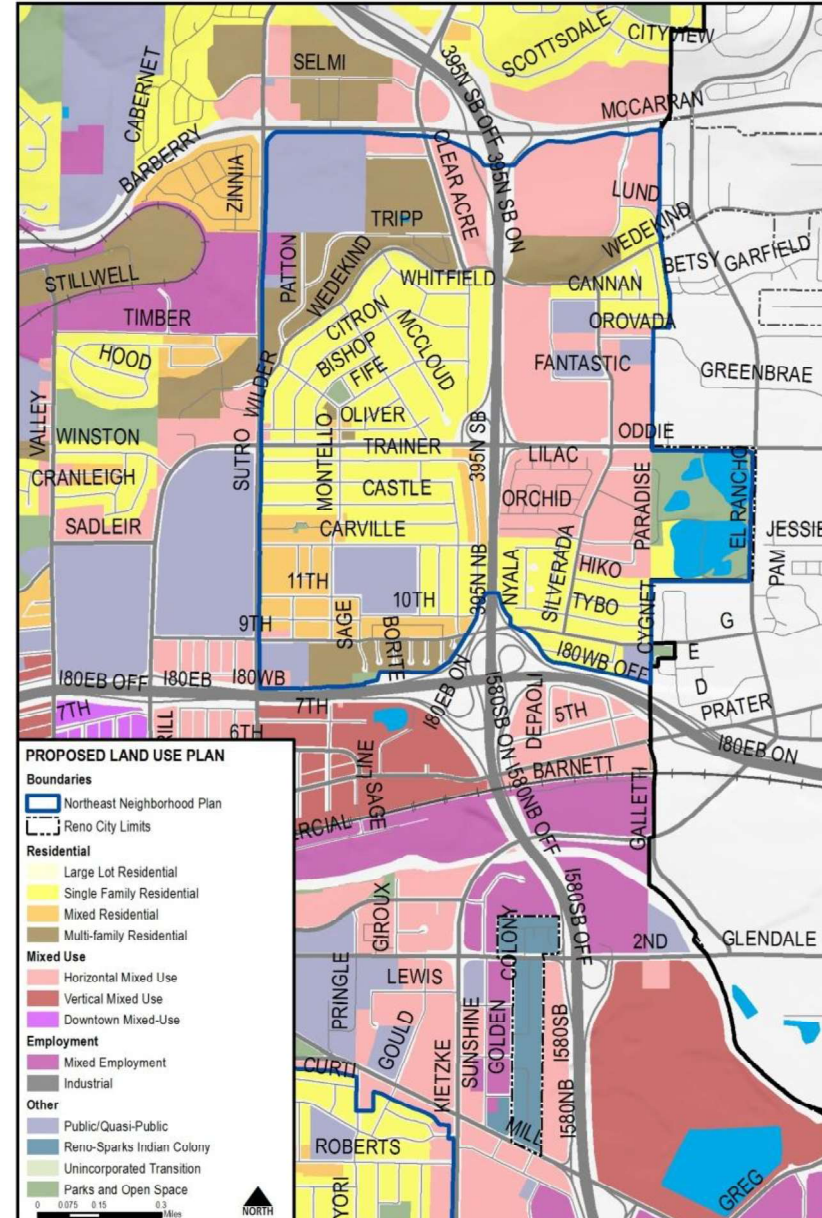 SELMI
395N SB OFF
SCOTTSDALE
CITYVIEW
CABERNET
MCCARRAN
BARBERRY
CLEAR ACRE
395N SB ON
ZINNIA
LUND
TRIPP
WEDEKIND
PATTON
WEDEKIND
BETSY
GARFIELD
STILLWELL
WHITFIELD
CANNAN
CITRON
OROVADA
TIMBER
MCCLOUD
BISHOP
HOOD
FIFE
FANTASTIC
GREENBRAE
WILDER
OLIVER
ODDIE
VALLEY
WINSTON
TRAINER
395N SB
LILAC
SUTRO
MONTELLO
CRANLEIGH
CASTLE
ORCHID
PARADISE
EL RANCHO
SADLEIR
CARVILLE
SILVERADA
JESSIE
395N NB
NYALA
HIKO
PAM
11TH
10TH
TYBO
SAGE
CYGNET
9TH
BORITE
G
I80WB OFF
E
I80EB OFF
I80EB
I80WB
I80EB ON
D
7TH
7TH
I580SB ON
DEPAOLI
5TH
PRATER
RILL
6TH
I80EB ON
BARNETT
LINE
SAGE
I580NB OFF
GALLETTI
ERCIAL
I580SB OFF
GIROUX
COLONY
2ND
GLENDALE
LEWIS
PRINGLE
GOULD
SUNSHINE
GOLDEN
I580SB
CURTI
KIETZKE
I580NB
MILL
ROBERTS
YORI
GREG
PROPOSED LAND USE PLAN
Boundaries
Northeast Neighborhood Plan
Reno City Limits
Residential
Large Lot Residential
Single Family Residential
Mixed Residential
Multi-family Residential
Mixed Use
Horizontal Mixed Use
Vertical Mixed Use
Downtown Mixed-Use
Employment
Mixed Employment
Industrial
Other
Public/Quasi-Public
Reno-Sparks Indian Colony
Unincorporated Transition
Parks and Open Space
0 0.075 0.15 0.3
Miles
NORTH